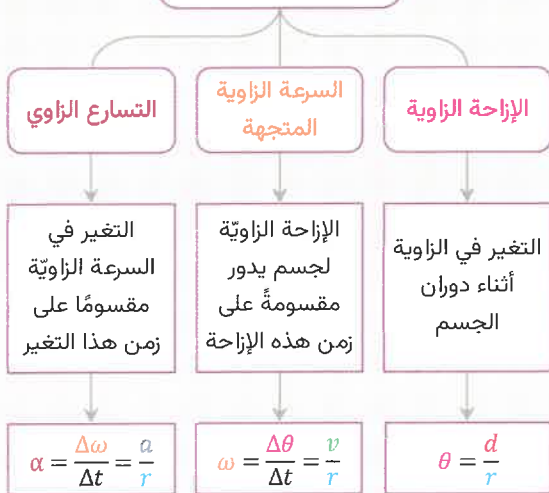 الإزاحة الزاوية
السرعة الزاوية
المتجهة
التسارع الزاوي
التغير في الزاوية
أثناء دوران
الجسم
الإزاحة الزاويّة
لجسم يدور
مقسومةً على
زمن هذه الإزاحة
التغير في
السرعة الزاويّة
مقسومًا على
زمن هذا التغير
θ = d/r
ω = Δθ/Δt = v/r
α = Δω/Δt = a/r